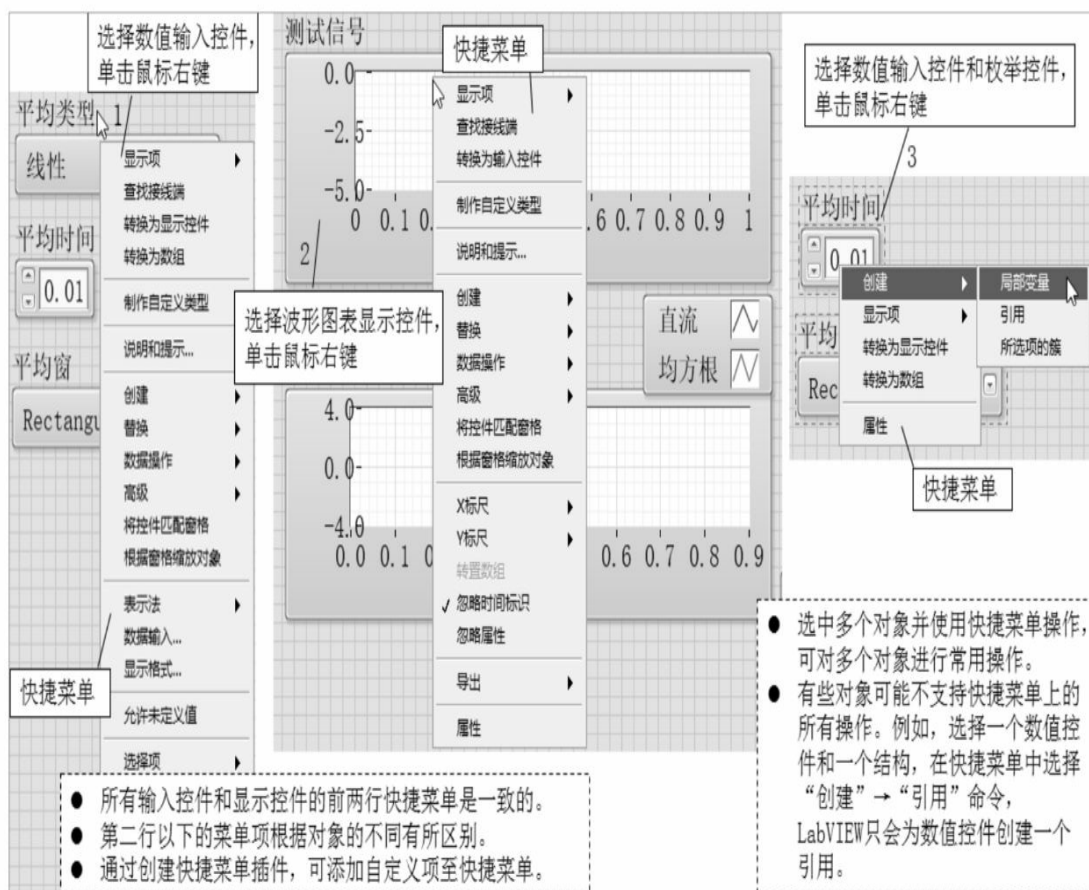 选择数值输入控件,
单击鼠标右键
平均类型 1
线性
平均时间
0.01
平均窗
显示项
查找接线端
转换为显示控件
转换为数组
制作自定义类型
说明和提示...
创建
替换
数据操作
高级
将控件匹配窗格
根据窗格缩放对象
表示法
数据输入...
显示格式...
允许未定义值
选择项
快捷菜单
测试信号
快捷菜单
0.0
-2.5
-5.0
0 0.1 0. .6 0.7 0.8 0.9 1
2
选择波形图表显示控件,
单击鼠标右键
显示项
查找接线端
转换为输入控件
制作自定义类型
说明和提示...
创建
替换
数据操作
高级
将控件匹配窗格
根据窗格缩放对象
X标尺
Y标尺
转置数组
✓ 忽略时间标识
忽略属性
导出
属性
直流
均方根
4.0
0.0
-4.0
0.0 0.1 0 0.6 0.7 0.8 0.9
选择数值输入控件和枚举控件,
单击鼠标右键
3
平均时间
0.01
平均
Rec
创建
显示项
转换为显示控件
转换为数组
属性
局部变量
引用
所选项的簇
快捷菜单
● 所有输入控件和显示控件的前两行快捷菜单是一致的。
● 第二行以下的菜单项根据对象的不同有所区别。
● 通过创建快捷菜单插件，可添加自定义项至快捷菜单。
● 选中多个对象并使用快捷菜单操作，
可对多个对象进行常用操作。
● 有些对象可能不支持快捷菜单上的
所有操作。例如，选择一个数值控
件和一个结构，在快捷菜单中选择
“创建”→“引用”命令，
LabVIEW只会为数值控件创建一个
引用。